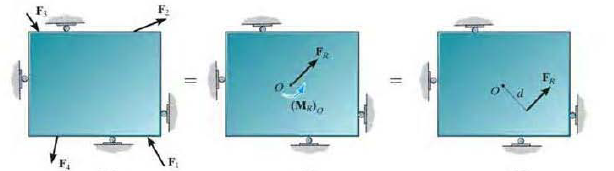 F3
F2
F4
F1
=
FR
O
(MR)O
=
O
d
FR